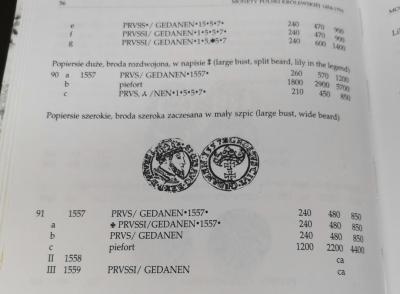 56 MONETY POLSKI KRÓLEWSKIEJ
e PRVSS•/ GEDANEN•15•5•7• 240 470 900
f PRVSSI/ GEDANEN•1•5•5•7• 240 470 900
g PRVSSI/ GEDANEN•1•5.♣5•7 240 600 1400
Popiersie duże, broda rozdwojona, w napisie ⚜ (large bust, split beard, lily in the legend)
90 a 1557 PRVS/ GEDANEN•1557• 260 570 1200
b piefort 1800 2900 5700
c PRVS, A /NEN•1•5•5•7• 210 450 850
Popiersie szerokie, broda szeroka zaczesana w mały szpic (large bust, wide beard)
91 1557 PRVS/ GEDANEN•1557• 240 480 850
a ♣ PRVSSI/GEDANEN•1557• 240 480 850
b PRVS/ GEDANEN 240 480 850
c piefort 1200 2200 4400
II 1558 ca
III 1559 PRVSSI/ GEDANEN ca